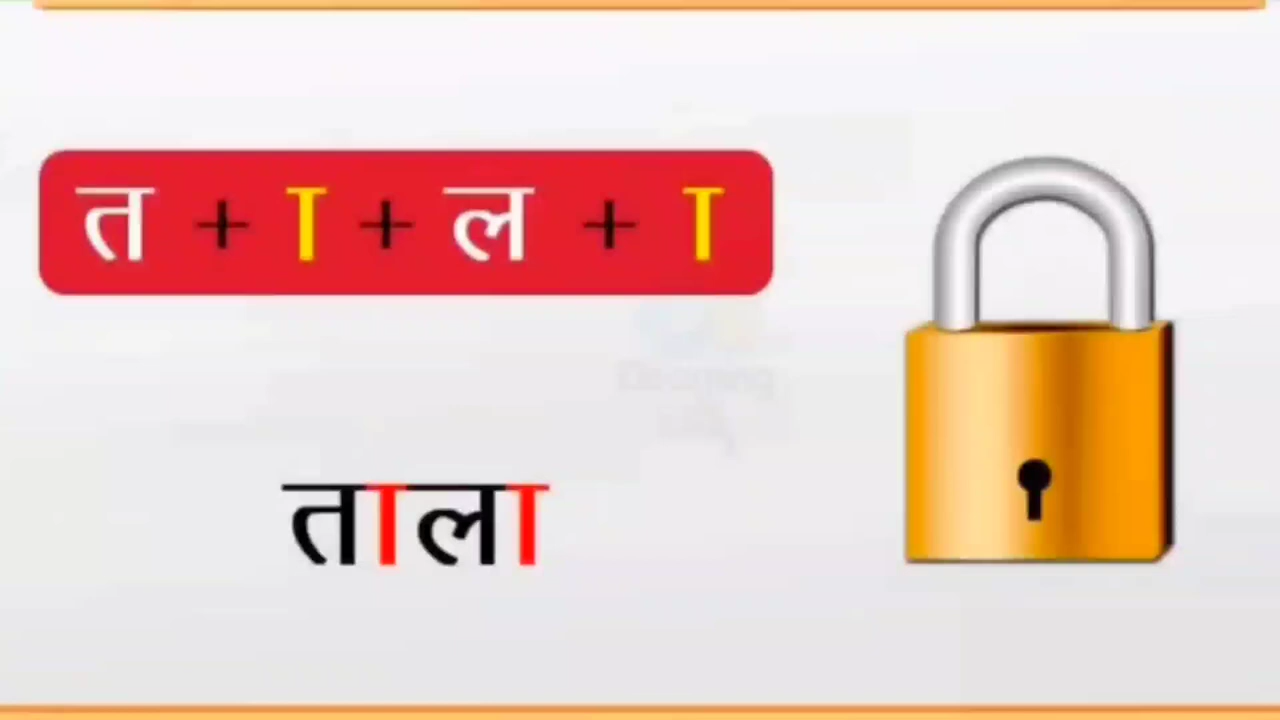 त + ा + ल + ा
ताला